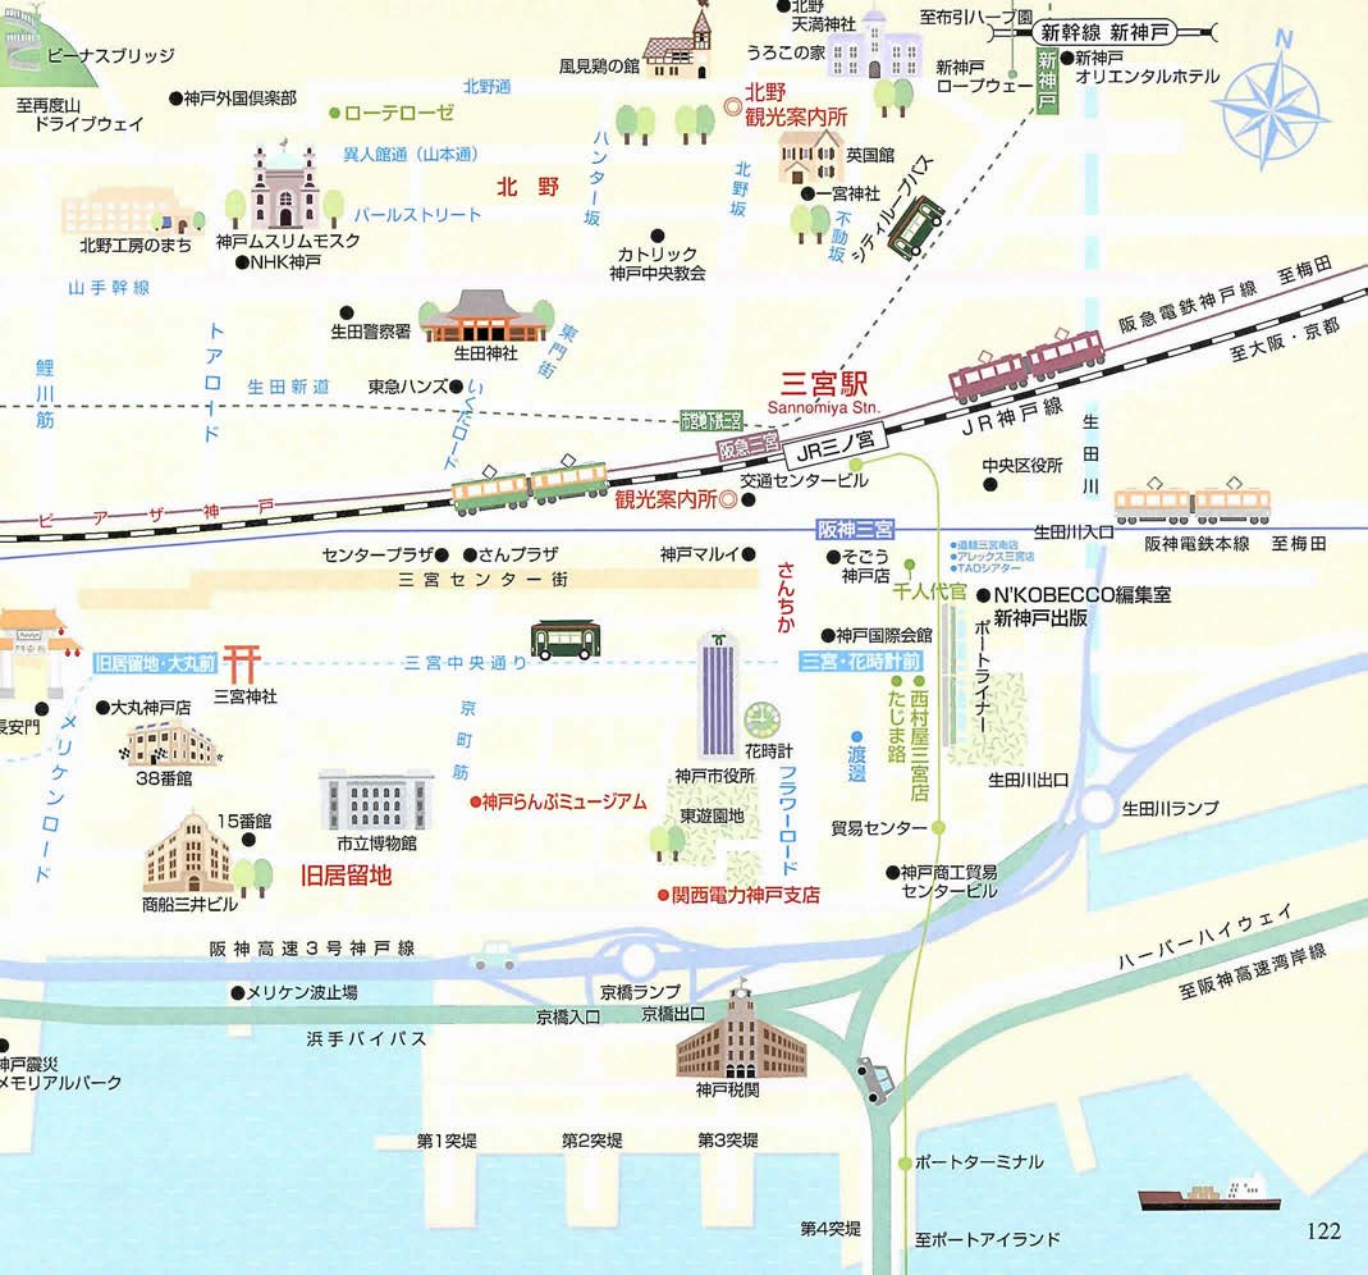 ビーナスブリッジ
至再度山
ドライブウェイ
神戸外国倶楽部
ローテローゼ
北野通
異人館通（山本通）
パールストリート
北野
風見鶏の館
北野
天満神社
うろこの家
至布引ハーブ園
新幹線 新神戸
新神戸
新神戸
ロープウェー
新神戸
オリエンタルホテル
N
北野
観光案内所
英国館
一宮神社
ハンター坂
北野坂
不動坂
シティループバス
北野工房のまち
神戸ムスリムモスク
NHK神戸
カトリック
神戸中央教会
山手幹線
生田警察署
生田神社
東門街
トアロード
鯉川筋
生田新道
東急ハンズ
いくたロード
三宮駅
Sannomiya Stn.
市営地下鉄三宮
阪急三宮
JR三ノ宮
阪急電鉄神戸線 至梅田
至大阪・京都
JR神戸線
生田川
中央区役所
交通センタービル
観光案内所
ピアザ神戸
阪神三宮
生田川入口
阪神電鉄本線 至梅田
センタープラザ
さんプラザ
神戸マルイ
三宮センター街
さんちか
そごう
神戸店
千人代官
道麺三宮南店
アレックス三宮店
TAOシアター
N'KOBECCO編集室
新神戸出版
神戸国際会館
ポートライナー
旧居留地・大丸前
三宮神社
三宮中央通り
三宮・花時計前
長安門
大丸神戸店
メリケンロード
38番館
京町筋
神戸市役所
花時計
たじま路
西村屋三宮店
渡邊
生田川出口
神戸らんぷミュージアム
東遊園地
フラワーロード
市立博物館
15番館
商船三井ビル
旧居留地
貿易センター
生田川ランプ
神戸商工貿易
センタービル
関西電力神戸支店
阪神高速3号神戸線
ハーバーハイウェイ
至阪神高速湾岸線
メリケン波止場
京橋ランプ
京橋入口
京橋出口
浜手バイパス
神戸震災
メモリアルパーク
神戸税関
第1突堤
第2突堤
第3突堤
第4突堤
ポートターミナル
至ポートアイランド
122